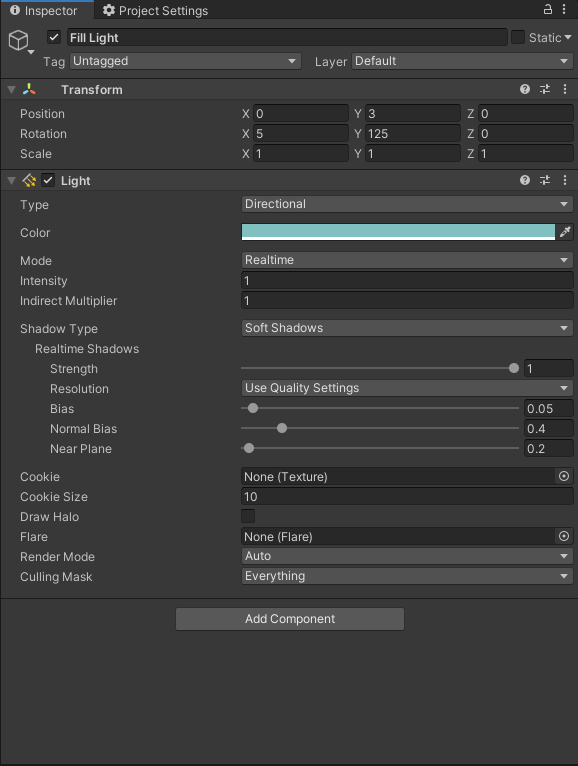 Inspector Project Settings
Fill Light Static
Tag Untagged Layer Default
Transform
Position X 0 Y 3 Z 0
Rotation X 5 Y 125 Z 0
Scale X 1 Y 1 Z 1
Light
Type Directional
Color
Mode Realtime
Intensity 1
Indirect Multiplier 1
Shadow Type Soft Shadows
Realtime Shadows
Strength 1
Resolution Use Quality Settings
Bias 0.05
Normal Bias 0.4
Near Plane 0.2
Cookie None (Texture)
Cookie Size 10
Draw Halo
Flare None (Flare)
Render Mode Auto
Culling Mask Everything
Add Component